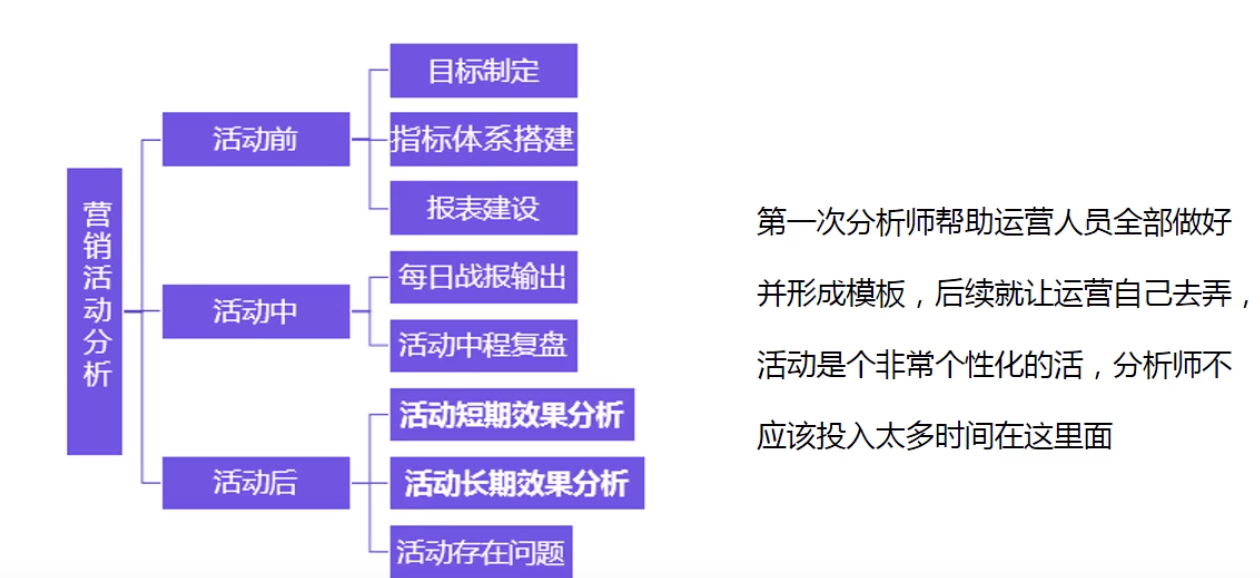 营销活动分析
活动前
目标制定
指标体系搭建
报表建设
活动中
每日战报输出
活动中程复盘
活动后
活动短期效果分析
活动长期效果分析
活动存在问题
第一次分析师帮助运营人员全部做好
并形成模板，后续就让运营自己去弄，
活动是个非常个性化的活，分析师不
应该投入太多时间在这里面